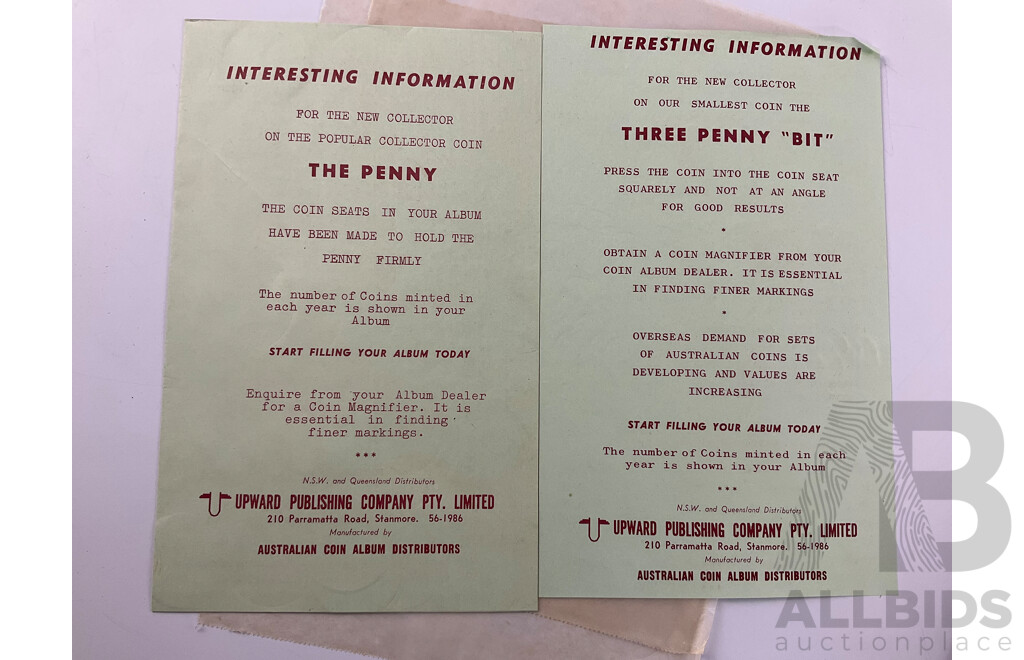 INTERESTING INFORMATION
FOR THE NEW COLLECTOR
ON THE POPULAR COLLECTOR COIN
THE PENNY
THE COIN SEATS IN YOUR ALBUM
HAVE BEEN MADE TO HOLD THE
PENNY FIRMLY
The number of Coins minted in
each year is shown in your
Album
START FILLING YOUR ALBUM TODAY
Enquire from your Album Dealer
for a Coin Magnifier. It is
essential in finding
finer markings.
***
N.S.W. and Queensland Distributors
UPWARD PUBLISHING COMPANY PTY. LIMITED
210 Parramatta Road, Stanmore. 56-1986
Manufactured by
AUSTRALIAN COIN ALBUM DISTRIBUTORS
INTERESTING INFORMATION
FOR THE NEW COLLECTOR
ON OUR SMALLEST COIN THE
THREE PENNY "BIT"
PRESS THE COIN INTO THE COIN SEAT
SQUARELY AND NOT AT AN ANGLE
FOR GOOD RESULTS
*
OBTAIN A COIN MAGNIFIER FROM YOUR
COIN ALBUM DEALER. IT IS ESSENTIAL
IN FINDING FINER MARKINGS
*
OVERSEAS DEMAND FOR SETS
OF AUSTRALIAN COINS IS
DEVELOPING AND VALUES ARE
INCREASING
START FILLING YOUR ALBUM TODAY
The number of Coins minted in each
year is shown in your Album
***
N.S.W. and Queensland Distributors
UPWARD PUBLISHING COMPANY PTY. LIMITED
210 Parramatta Road, Stanmore. 56-1986
Manufactured by
AUSTRALIAN COIN ALBUM DISTRIBUTORS
AB
ALLBIDS
auctionplace